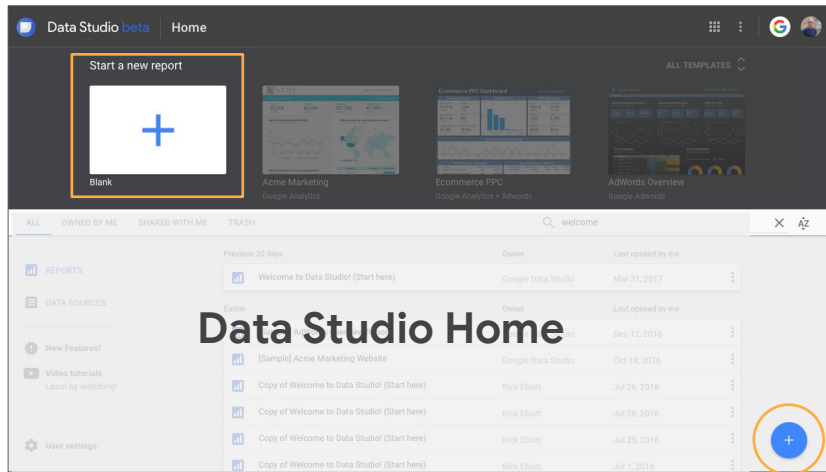 Data Studio beta Home
Start a new report
ALL TEMPLATES
ACME
Ecommerce PPC Dashboard
Blank
Acme Marketing
Google Analytics
Ecommerce PPC
Google Analytics + Adwords
AdWords Overview
Google Adwords
ALL OWNED BY ME SHARED WITH ME TRASH welcome AZ
Previous 30 days Owner Last opened by me
REPORTS
Welcome to Data Studio! (Start here) Google Data Studio Mar 31, 2017
DATA SOURCES
Earlier Owner Last opened by me
Data Studio Home
Dec 12, 2016
New Features!
[Sample] Acme Marketing Website Google Data Studio Oct 18, 2016
Video tutorials
Learn by watching!
Copy of Welcome to Data Studio! (Start here) Rick Elliott Jul 26, 2016
Copy of Welcome to Data Studio! (Start here) Rick Elliott Jul 26, 2016
User settings
Copy of Welcome to Data Studio! (Start here) Rick Elliott Jul 25, 2016
Copy of Welcome to Data Studio! (Start here) Rick Elliott Jul 1, 2016